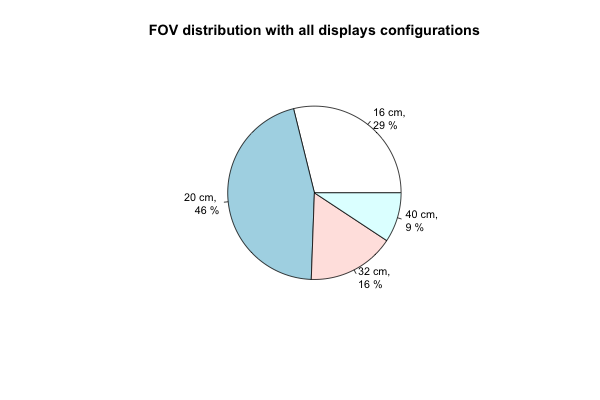 FOV distribution with all displays configurations
16 cm,
29 %
20 cm,
46 %
40 cm,
9 %
32 cm,
16 %